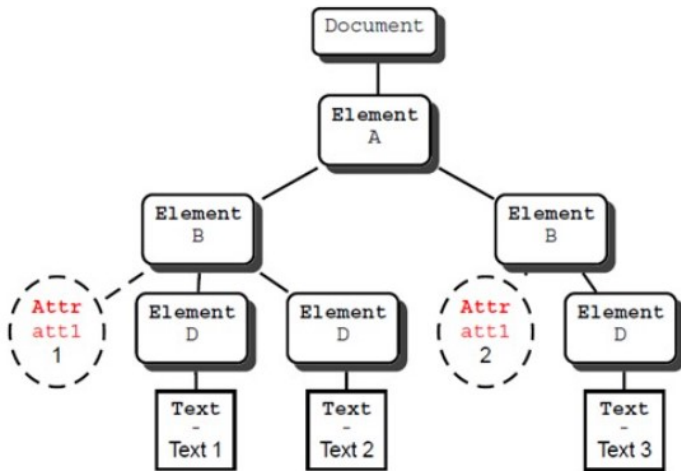 Document
Element
A
Element
B
Element
B
Attr
att1
1
Element
D
Element
D
Attr
att1
2
Element
D
Text
-
Text 1
Text
-
Text 2
Text
-
Text 3